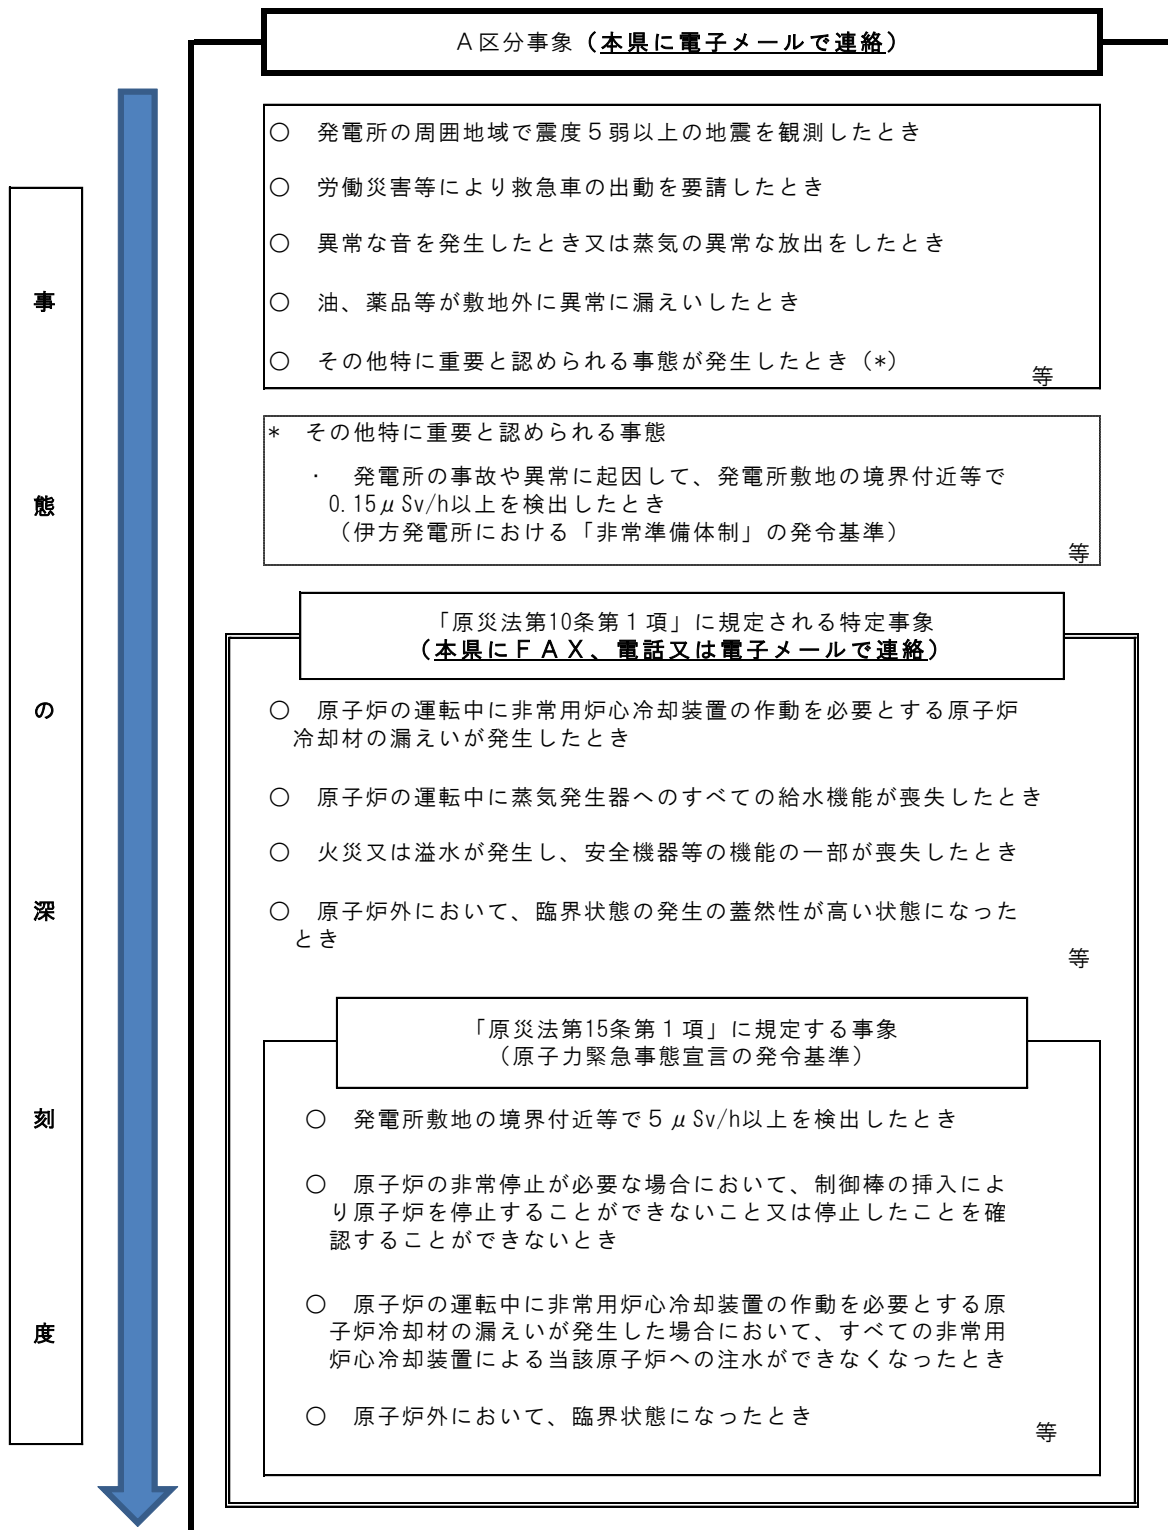 A区分事象(本県に電子メールで連絡)
○ 発電所の周囲地域で震度5弱以上の地震を観測したとき
○ 労働災害等により救急車の出動を要請したとき
○ 異常な音を発生したとき又は蒸気の異常な放出をしたとき
○ 油、薬品等が敷地外に異常に漏えいしたとき
○ その他特に重要と認められる事態が発生したとき(*)
等
* その他特に重要と認められる事態
・ 発電所の事故や異常に起因して、発電所敷地の境界付近等で
0.15μSv/h以上を検出したとき
(伊方発電所における「非常準備体制」の発令基準)
等
「原災法第10条第1項」に規定される特定事象
(本県にFAX、電話又は電子メールで連絡)
○ 原子炉の運転中に非常用炉心冷却装置の作動を必要とする原子炉
冷却材の漏えいが発生したとき
○ 原子炉の運転中に蒸気発生器へのすべての給水機能が喪失したとき
○ 火災又は溢水が発生し、安全機器等の機能の一部が喪失したとき
○ 原子炉外において、臨界状態の発生の蓋然性が高い状態になった
とき
等
「原災法第15条第1項」に規定する事象
(原子力緊急事態宣言の発令基準)
○ 発電所敷地の境界付近等で5μSv/h以上を検出したとき
○ 原子炉の非常停止が必要な場合において、制御棒の挿入によ
り原子炉を停止することができないこと又は停止したことを確
認することができないとき
○ 原子炉の運転中に非常用炉心冷却装置の作動を必要とする原
子炉冷却材の漏えいが発生した場合において、すべての非常用
炉心冷却装置による当該原子炉への注水ができなくなったとき
○ 原子炉外において、臨界状態になったとき
等
事態の深刻度